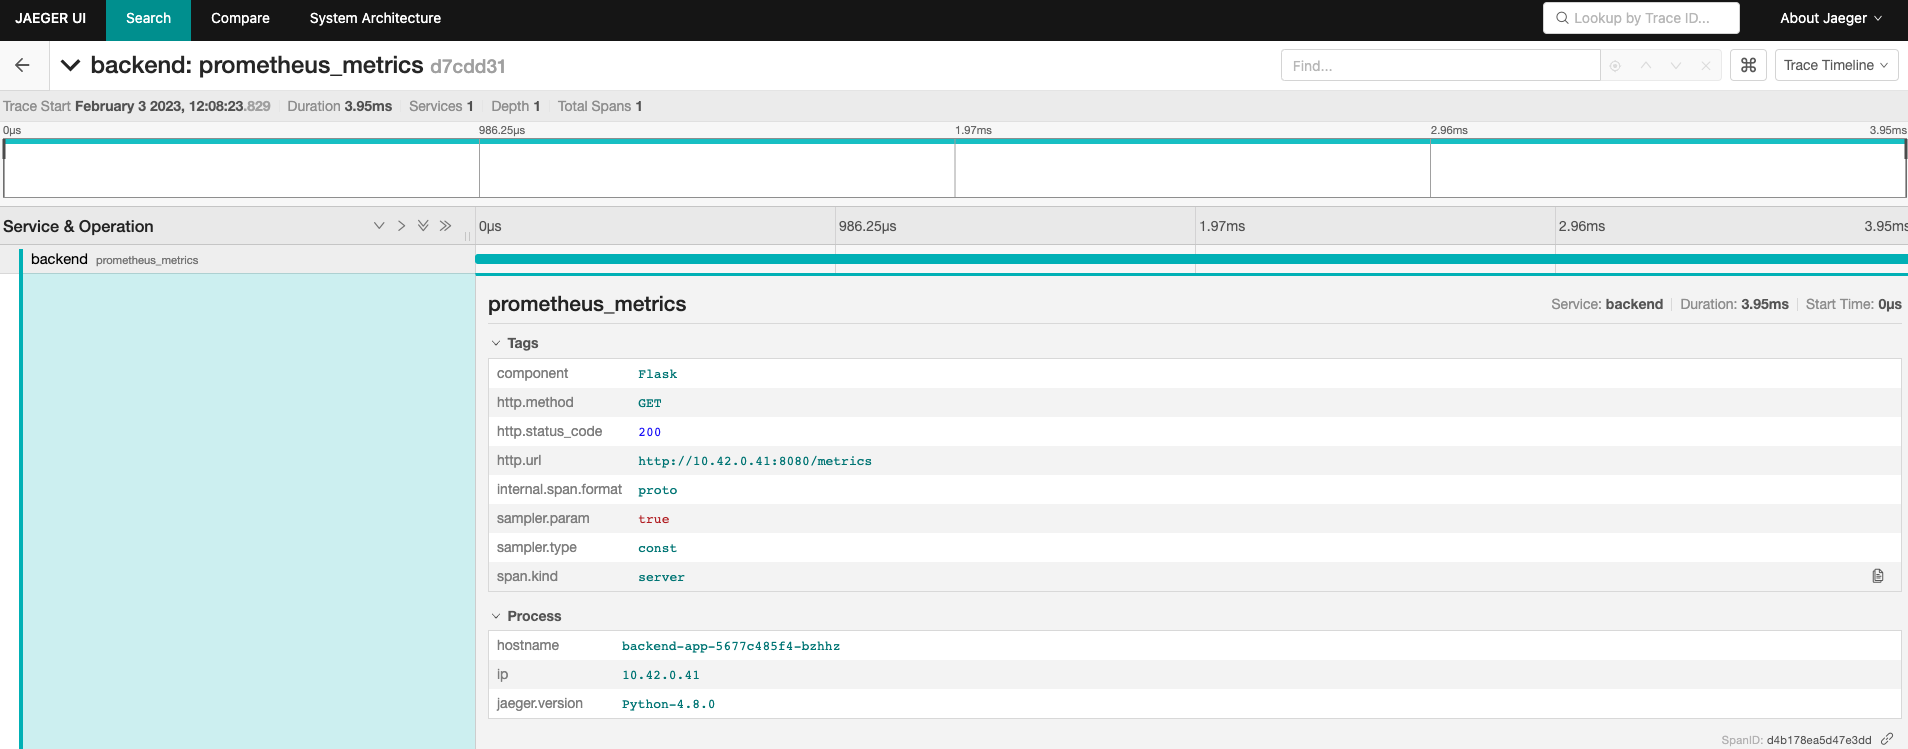 JAEGER UI Search Compare System Architecture Lookup by Trace ID... About Jaeger
backend: prometheus_metrics d7cdd31 Find... Trace Timeline
Trace Start February 3 2023, 12:08:23.829 Duration 3.95ms Services 1 Depth 1 Total Spans 1
0μs 986.25μs 1.97ms 2.96ms 3.95ms
Service & Operation 0μs 986.25μs 1.97ms 2.96ms 3.95ms
backend prometheus_metrics
prometheus_metrics Service: backend Duration: 3.95ms Start Time: 0μs
Tags
component Flask
http.method GET
http.status_code 200
http.url http://10.42.0.41:8080/metrics
internal.span.format proto
sampler.param true
sampler.type const
span.kind server
Process
hostname backend-app-5677c485f4-bzhhz
ip 10.42.0.41
jaeger.version Python-4.8.0
SpanID: d4b178ea5d47e3dd